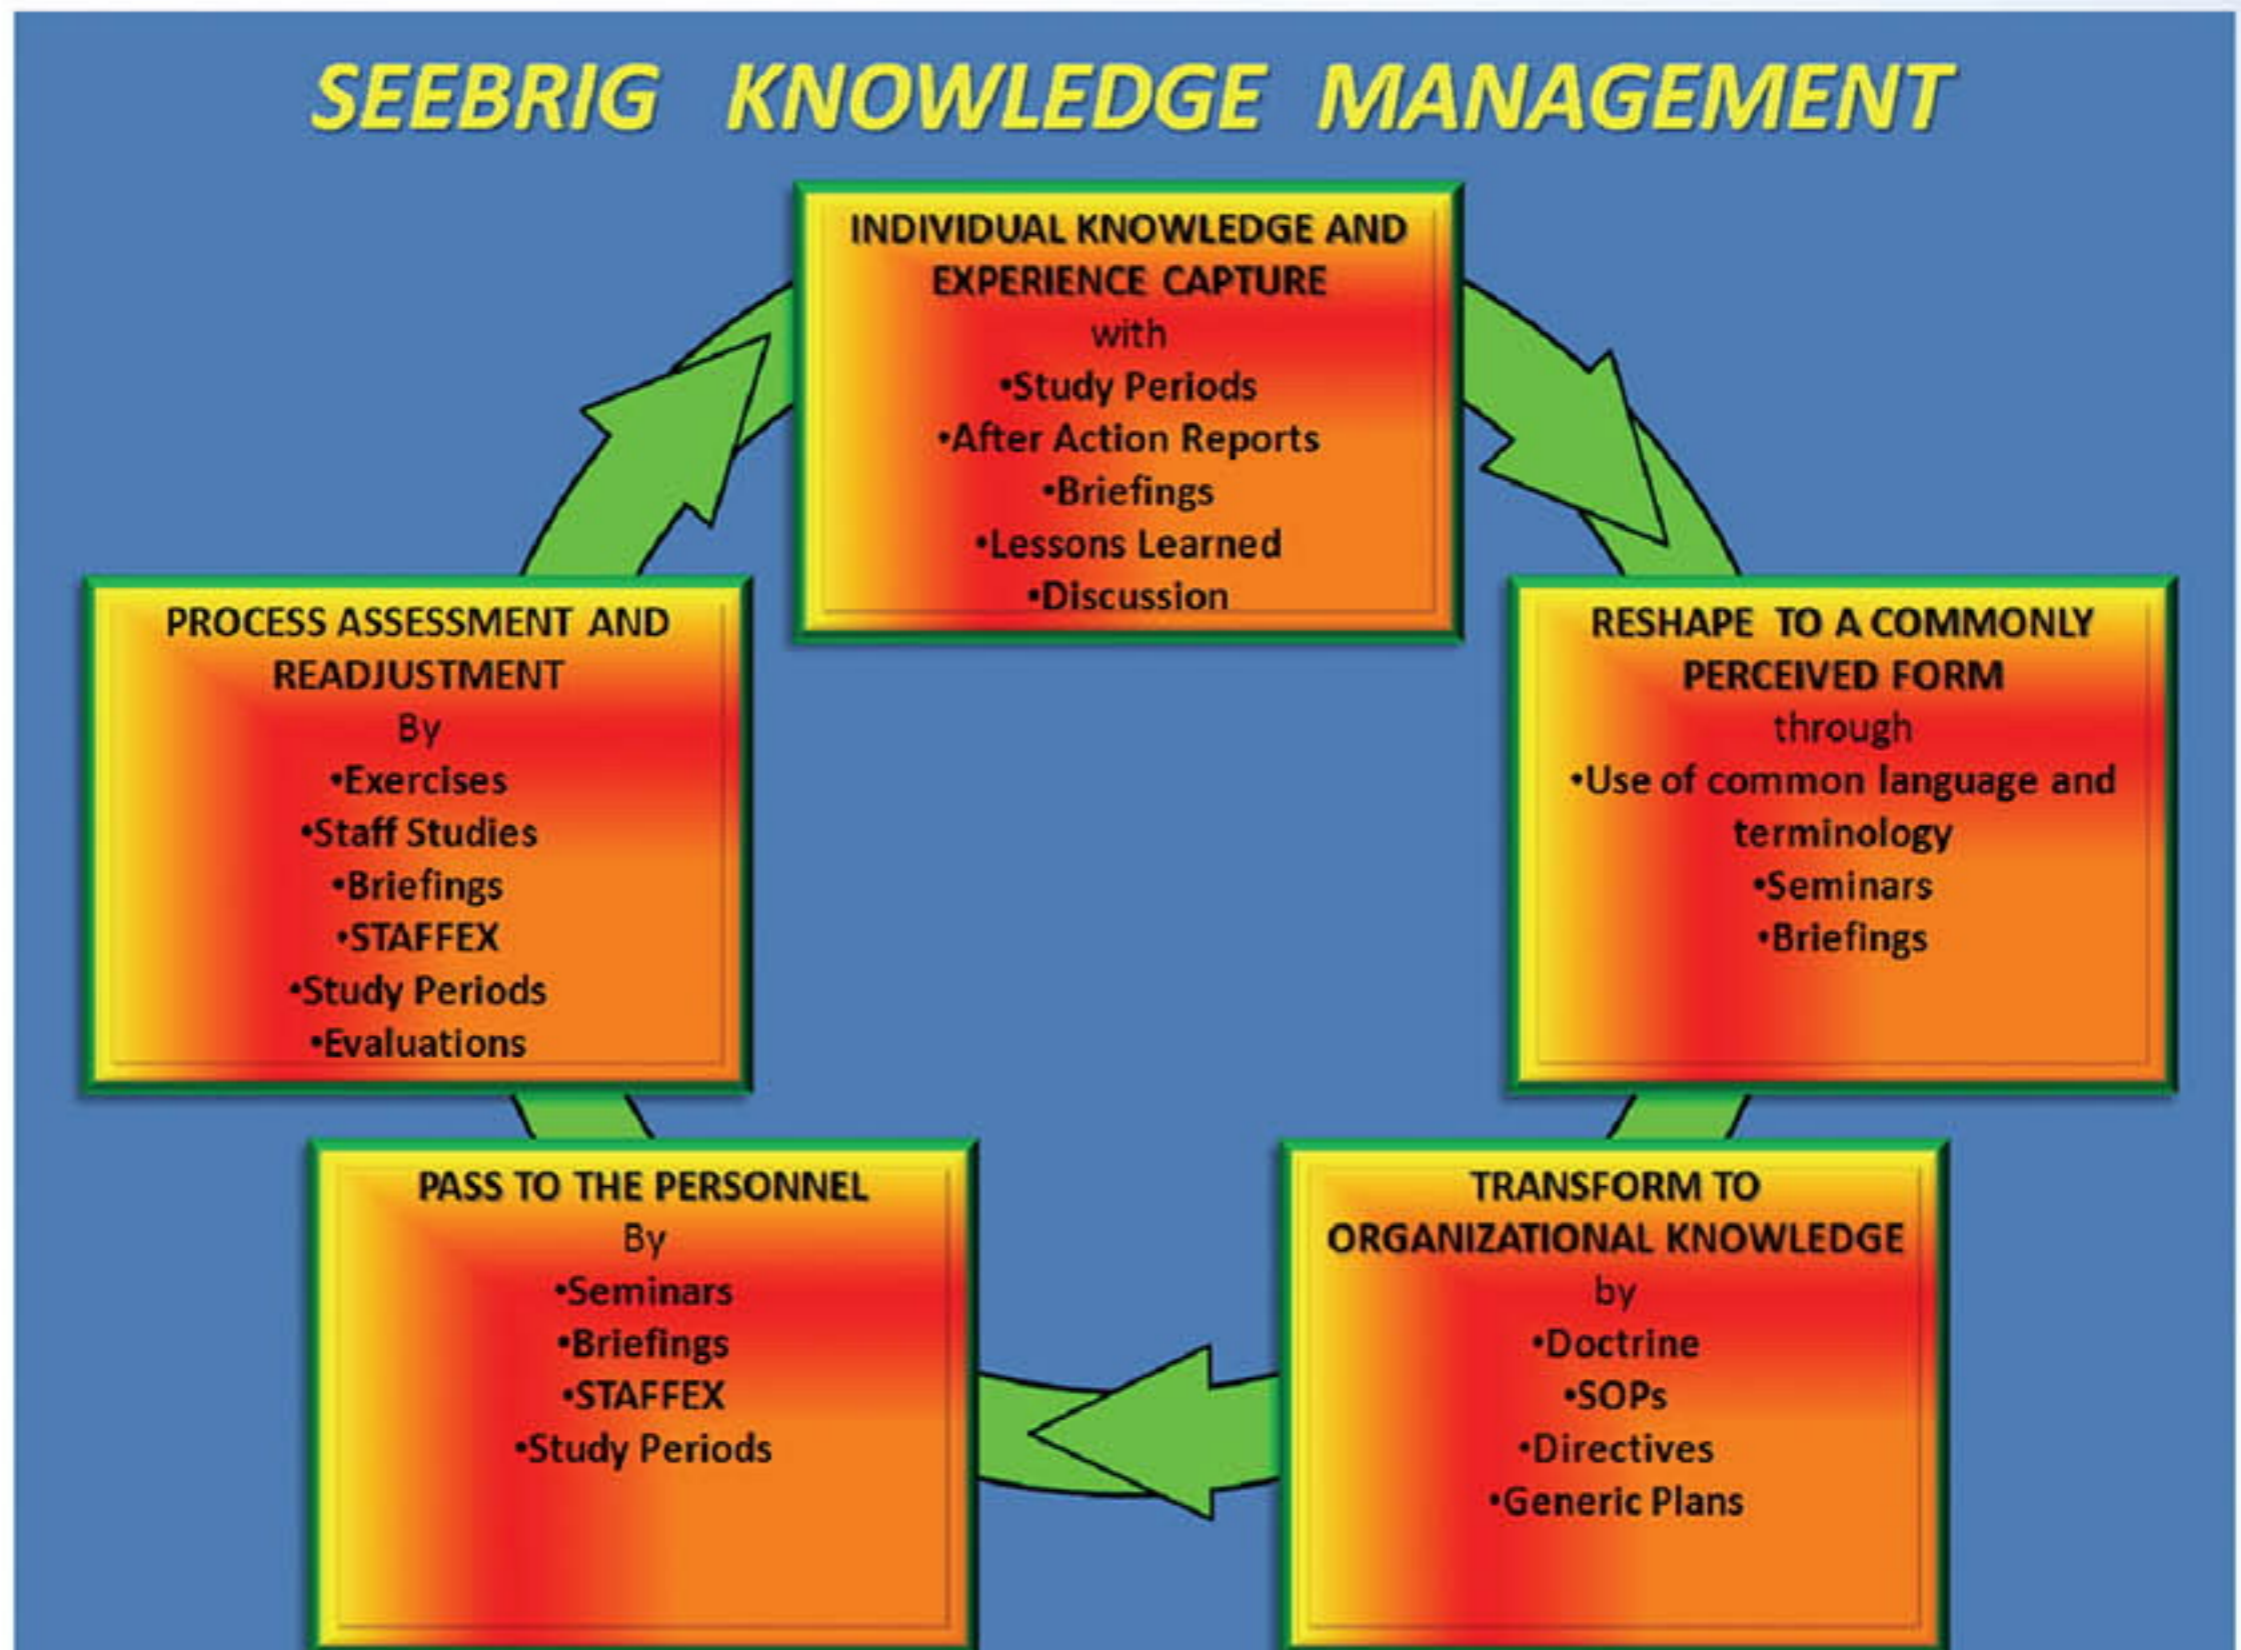 SEEBRIG KNOWLEDGE MANAGEMENT
INDIVIDUAL KNOWLEDGE AND
EXPERIENCE CAPTURE
with
•Study Periods
•After Action Reports
•Briefings
•Lessons Learned
•Discussion
RESHAPE TO A COMMONLY
PERCEIVED FORM
through
•Use of common language and
terminology
•Seminars
•Briefings
TRANSFORM TO
ORGANIZATIONAL KNOWLEDGE
by
•Doctrine
•SOPs
•Directives
•Generic Plans
PASS TO THE PERSONNEL
By
•Seminars
•Briefings
•STAFFEX
•Study Periods
PROCESS ASSESSMENT AND
READJUSTMENT
By
•Exercises
•Staff Studies
•Briefings
•STAFFEX
•Study Periods
•Evaluations